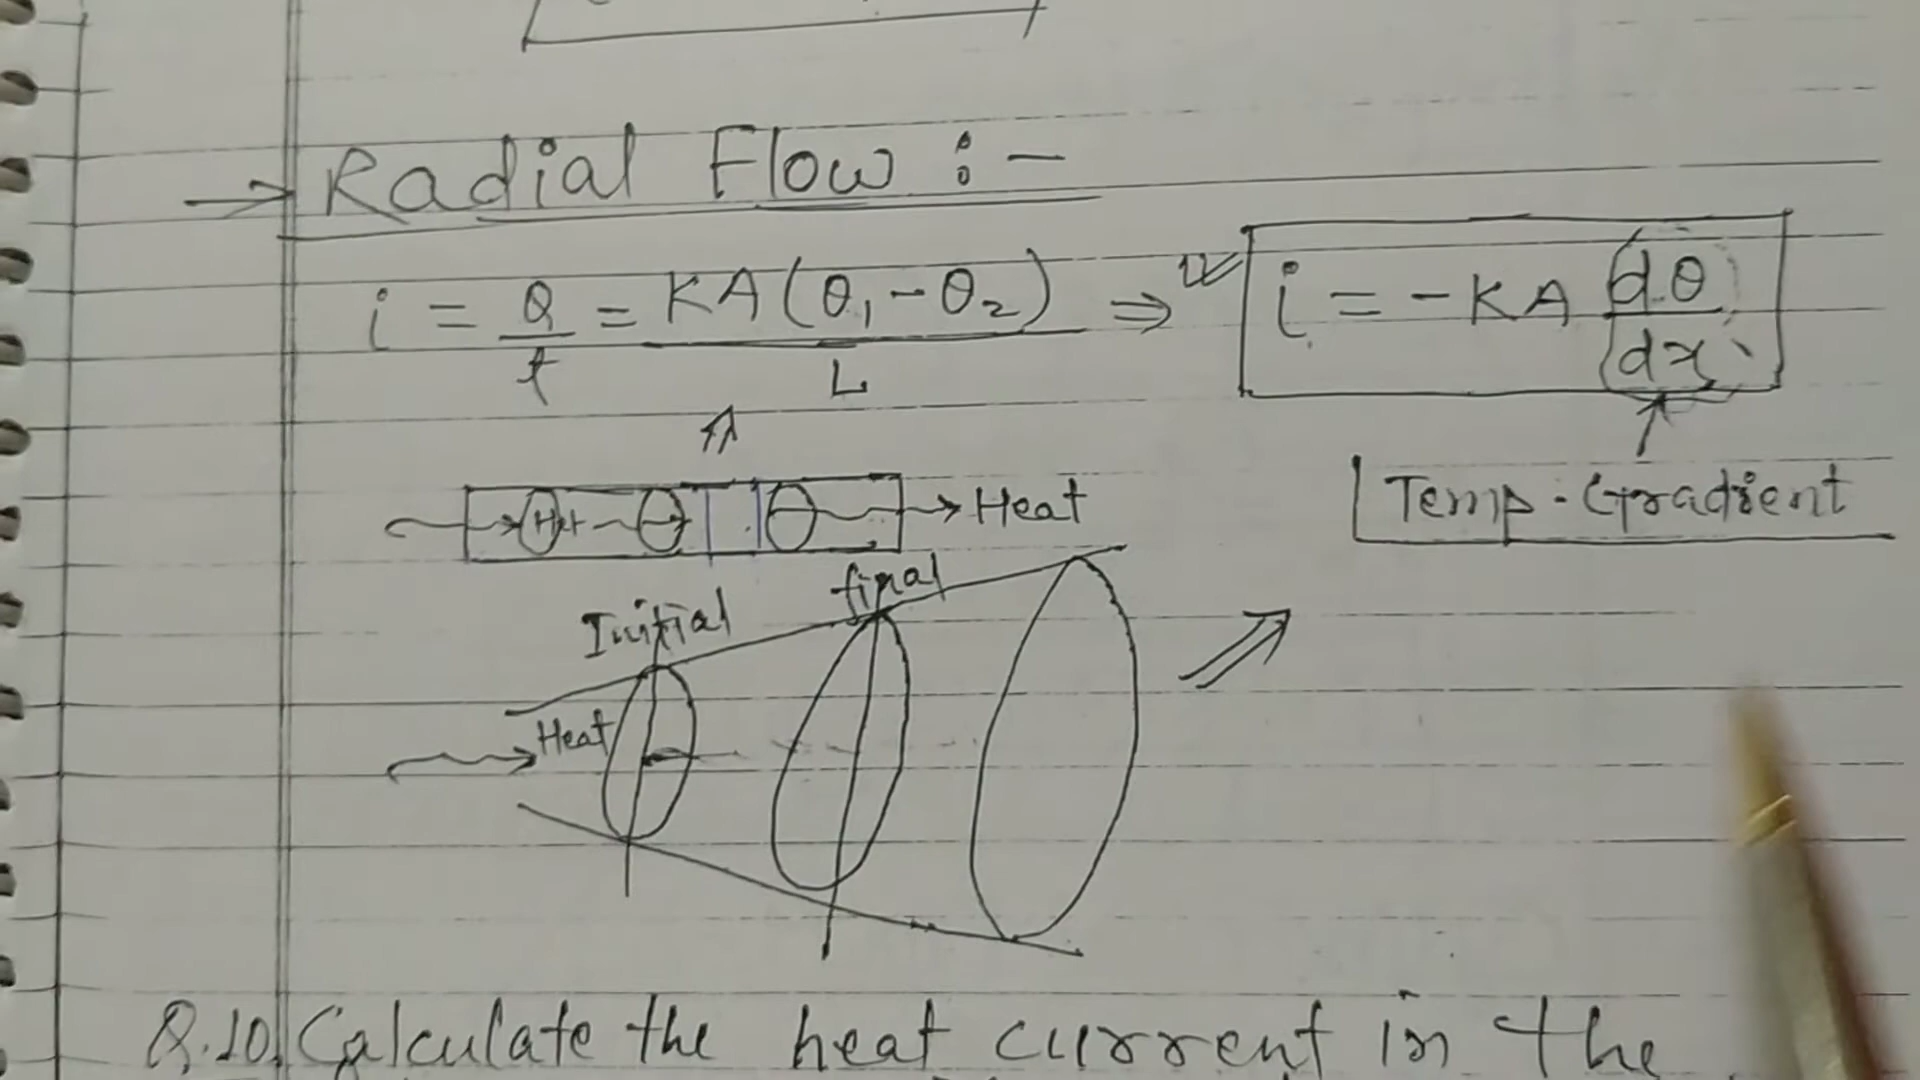 → Radial Flow :-
i = Q/t = KA(θ₁-θ₂)/L ⇒ i = -KA dθ/dx
Temp-Gradient
→ Heat
Initial final
Heat
Q.10. Calculate the heat current in the